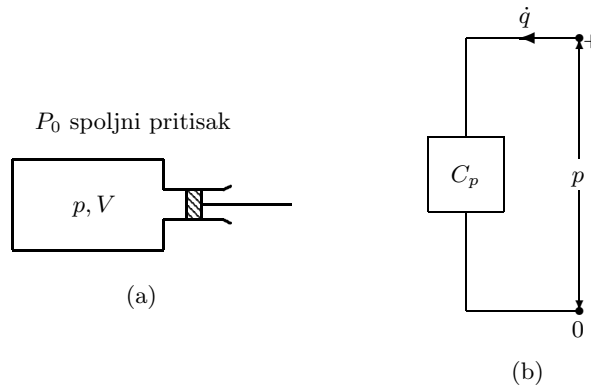 P₀ spoljni pritisak
p, V
(a)
q̇
+
C_p
p
0
(b)